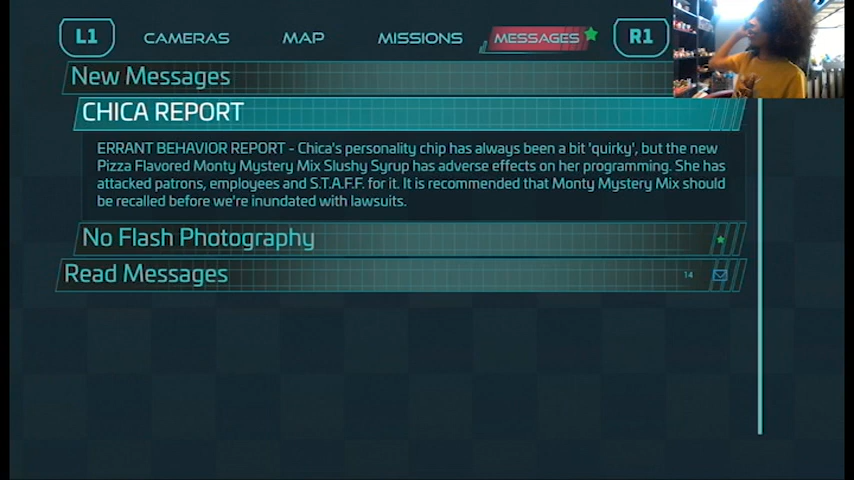 L1 CAMERAS MAP MISSIONS MESSAGES R1
New Messages
CHICA REPORT
ERRANT BEHAVIOR REPORT - Chica's personality chip has always been a bit 'quirky', but the new
Pizza Flavored Monty Mystery Mix Slushy Syrup has adverse effects on her programming. She has
attacked patrons, employees and S.T.A.F.F. for it. It is recommended that Monty Mystery Mix should
be recalled before we're inundated with lawsuits.
No Flash Photography
Read Messages 14